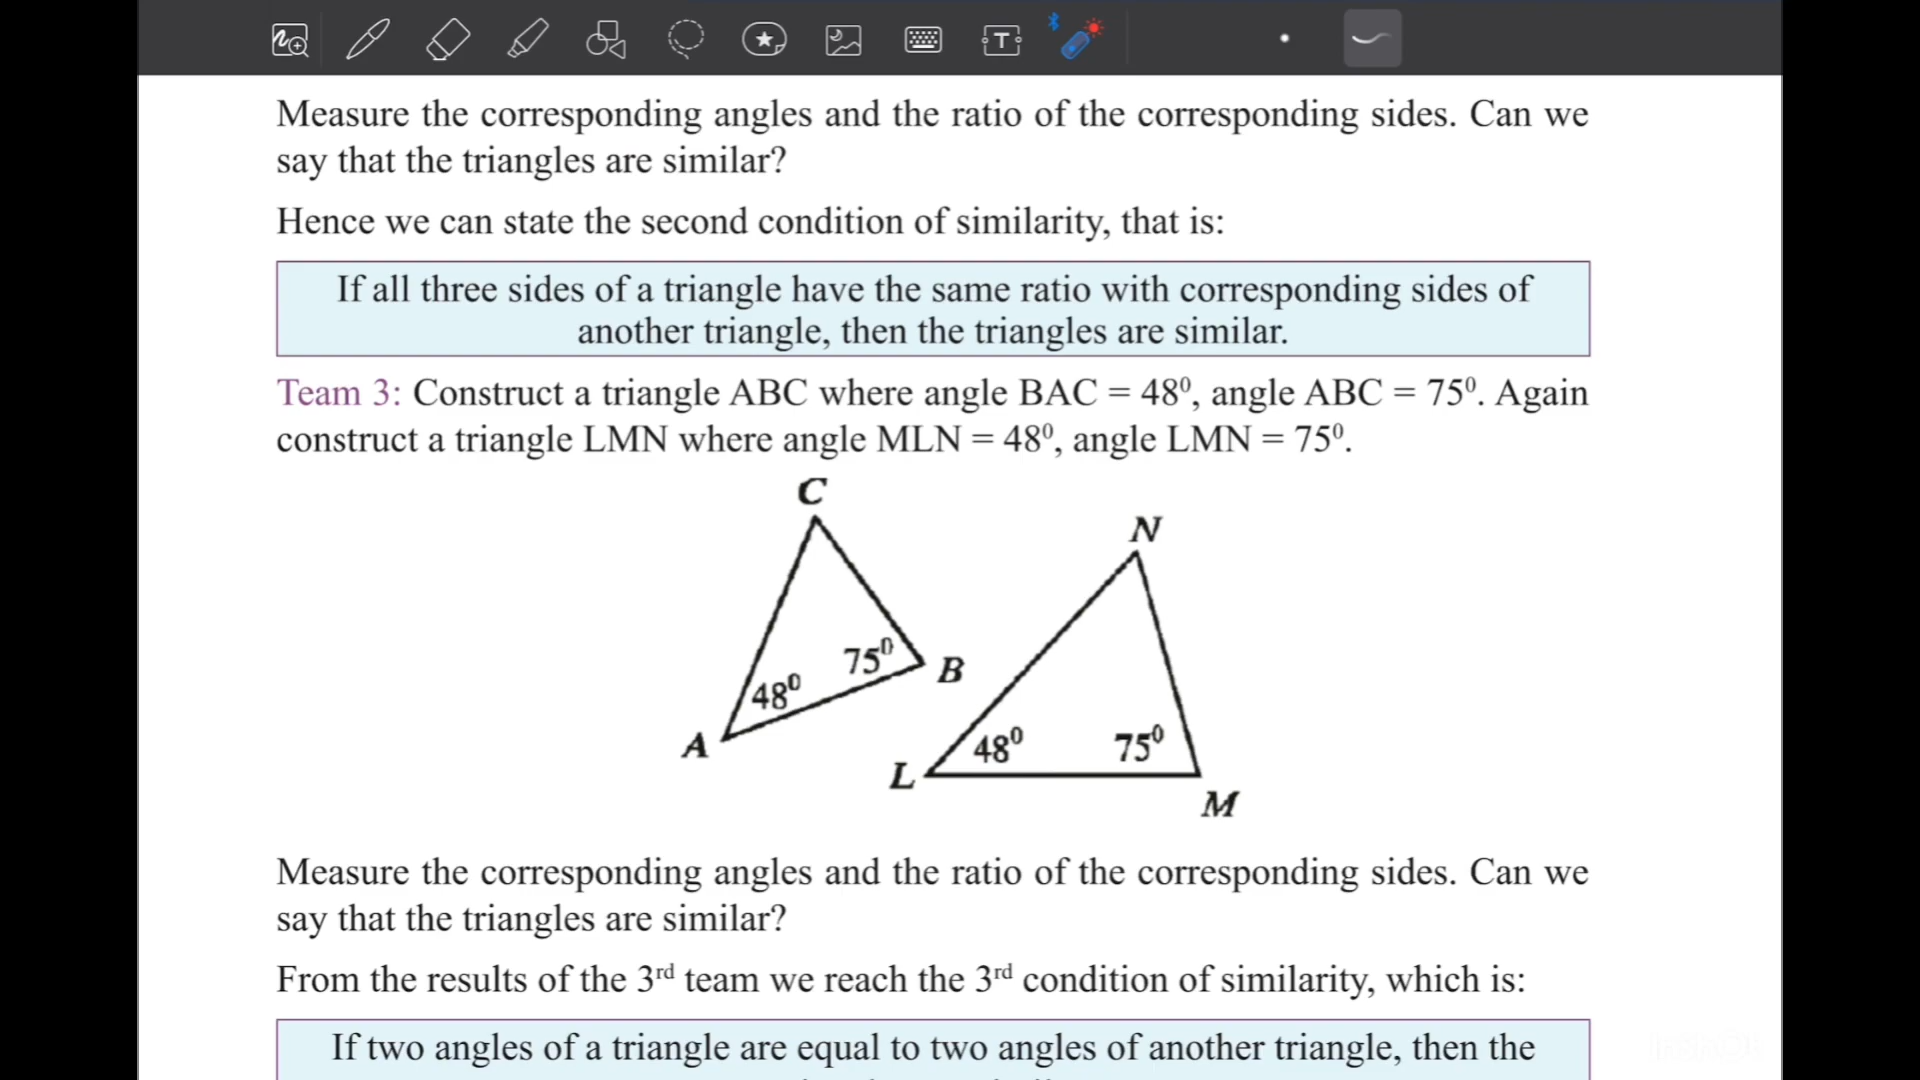 Measure the corresponding angles and the ratio of the corresponding sides. Can we
say that the triangles are similar?
Hence we can state the second condition of similarity, that is:
If all three sides of a triangle have the same ratio with corresponding sides of
another triangle, then the triangles are similar.
Team 3: Construct a triangle ABC where angle BAC = 48⁰, angle ABC = 75⁰. Again
construct a triangle LMN where angle MLN = 48⁰, angle LMN = 75⁰.
C
N
75⁰ B
48⁰
A
48⁰ 75⁰
L
M
Measure the corresponding angles and the ratio of the corresponding sides. Can we
say that the triangles are similar?
From the results of the 3ʳᵈ team we reach the 3ʳᵈ condition of similarity, which is:
If two angles of a triangle are equal to two angles of another triangle, then the